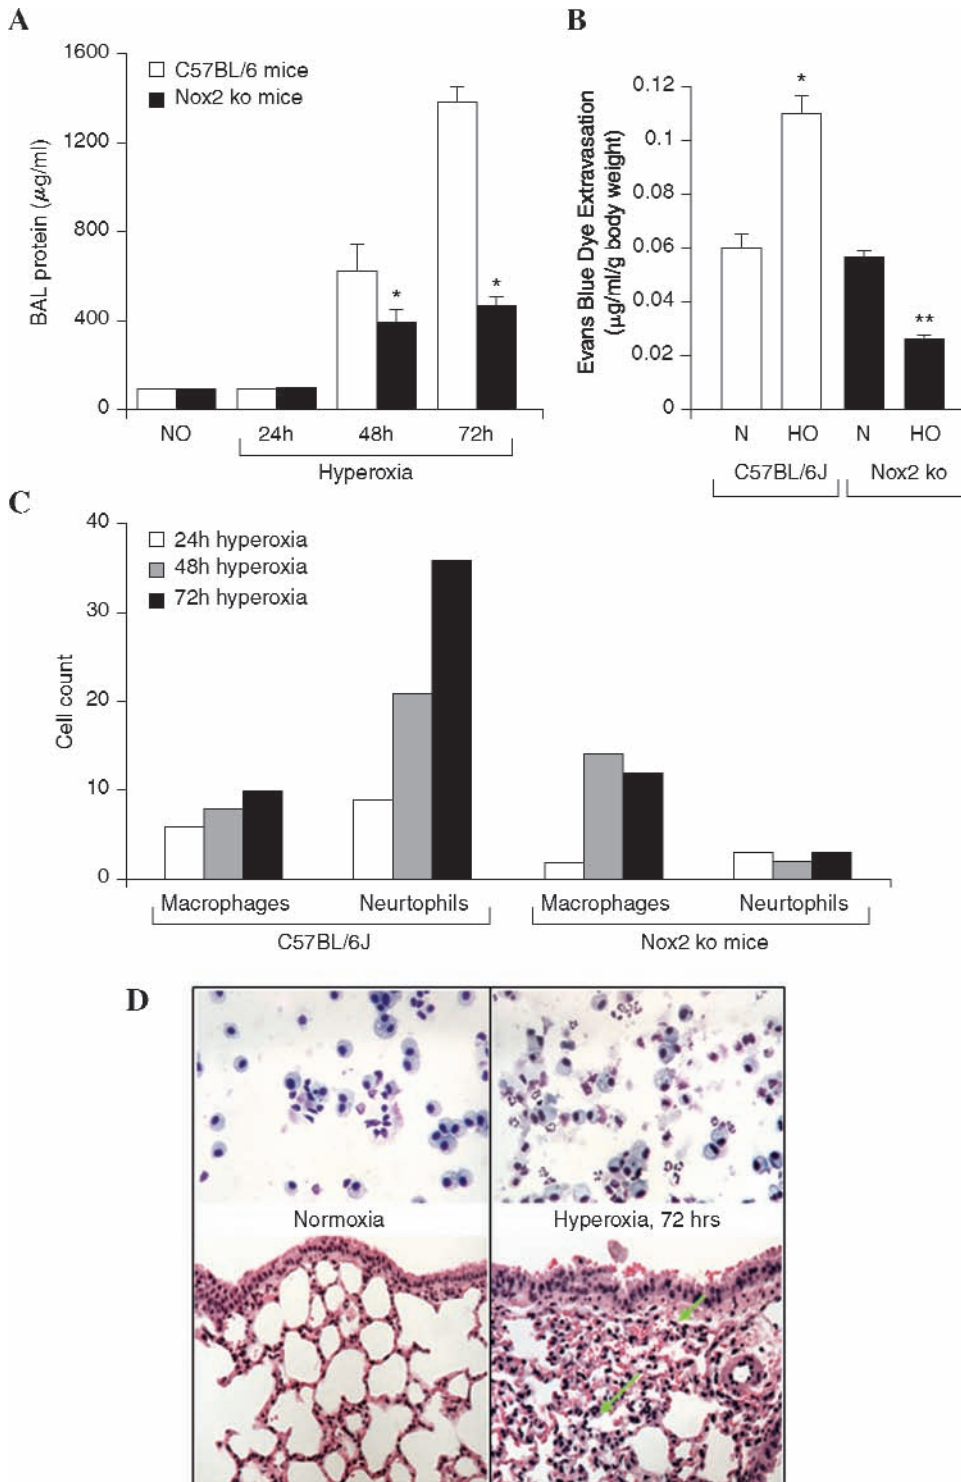 A
1600
1200
800
400
0
BAL protein (µg/ml)
C57BL/6 mice
Nox2 ko mice
*
*
NO
24h
48h
72h
Hyperoxia
B
0.12
0.1
0.08
0.06
0.04
0.02
0
Evans Blue Dye Extravasation
(µg/ml/g body weight)
*
**
N
HO
N
HO
C57BL/6J
Nox2 ko
C
40
30
20
10
0
Cell count
24h hyperoxia
48h hyperoxia
72h hyperoxia
Macrophages
Neurtophils
Macrophages
Neurtophils
C57BL/6J
Nox2 ko mice
D
Normoxia
Hyperoxia, 72 hrs